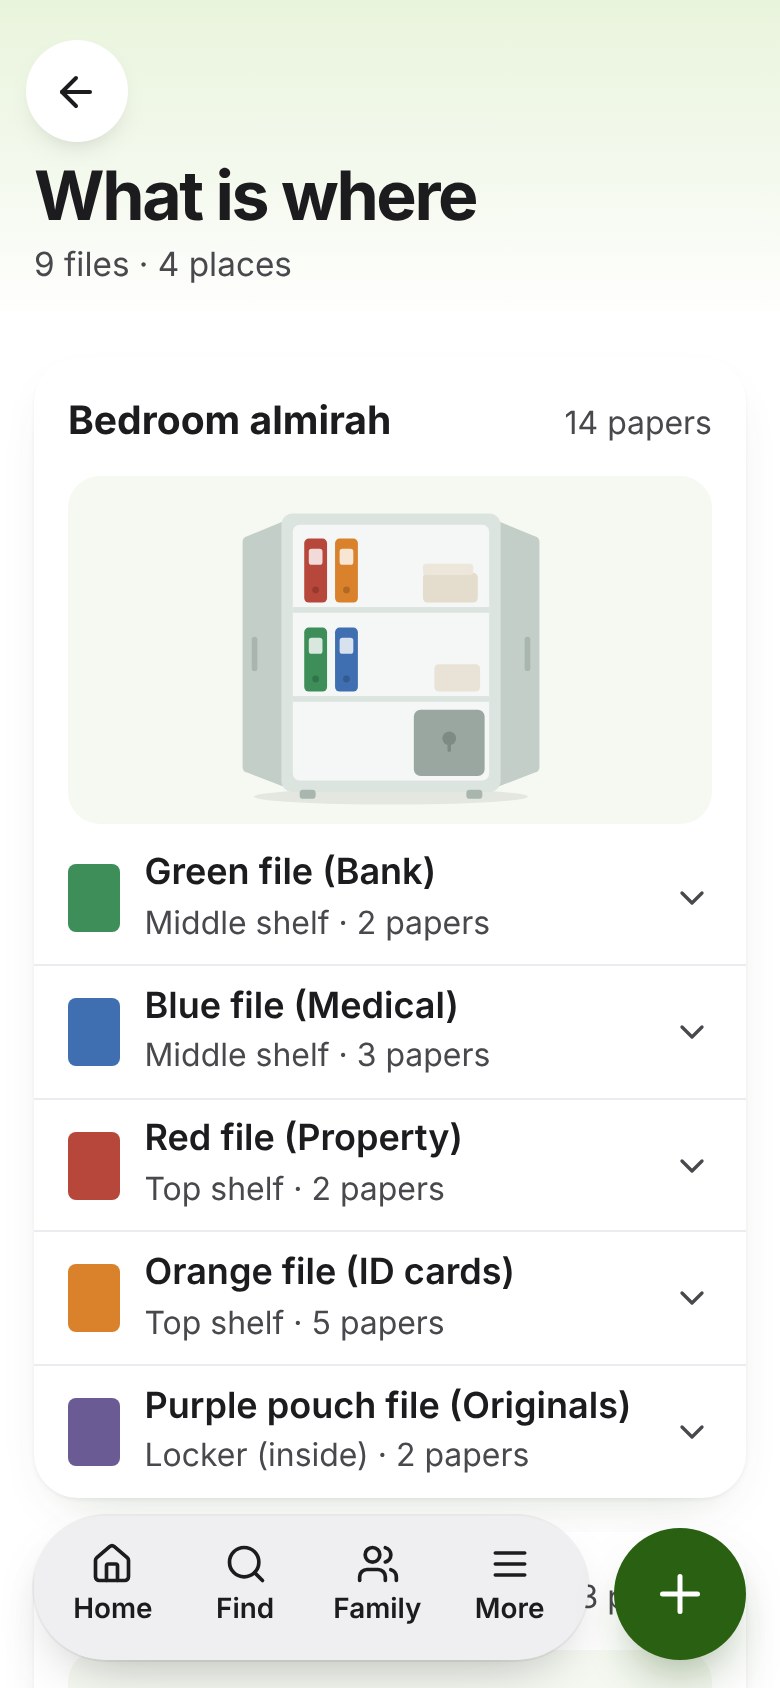 What is where
9 files · 4 places
Bedroom almirah
14 papers
Green file (Bank)
Middle shelf · 2 papers
Blue file (Medical)
Middle shelf · 3 papers
Red file (Property)
Top shelf · 2 papers
Orange file (ID cards)
Top shelf · 5 papers
Purple pouch file (Originals)
Locker (inside) · 2 papers
Home
Find
Family
More